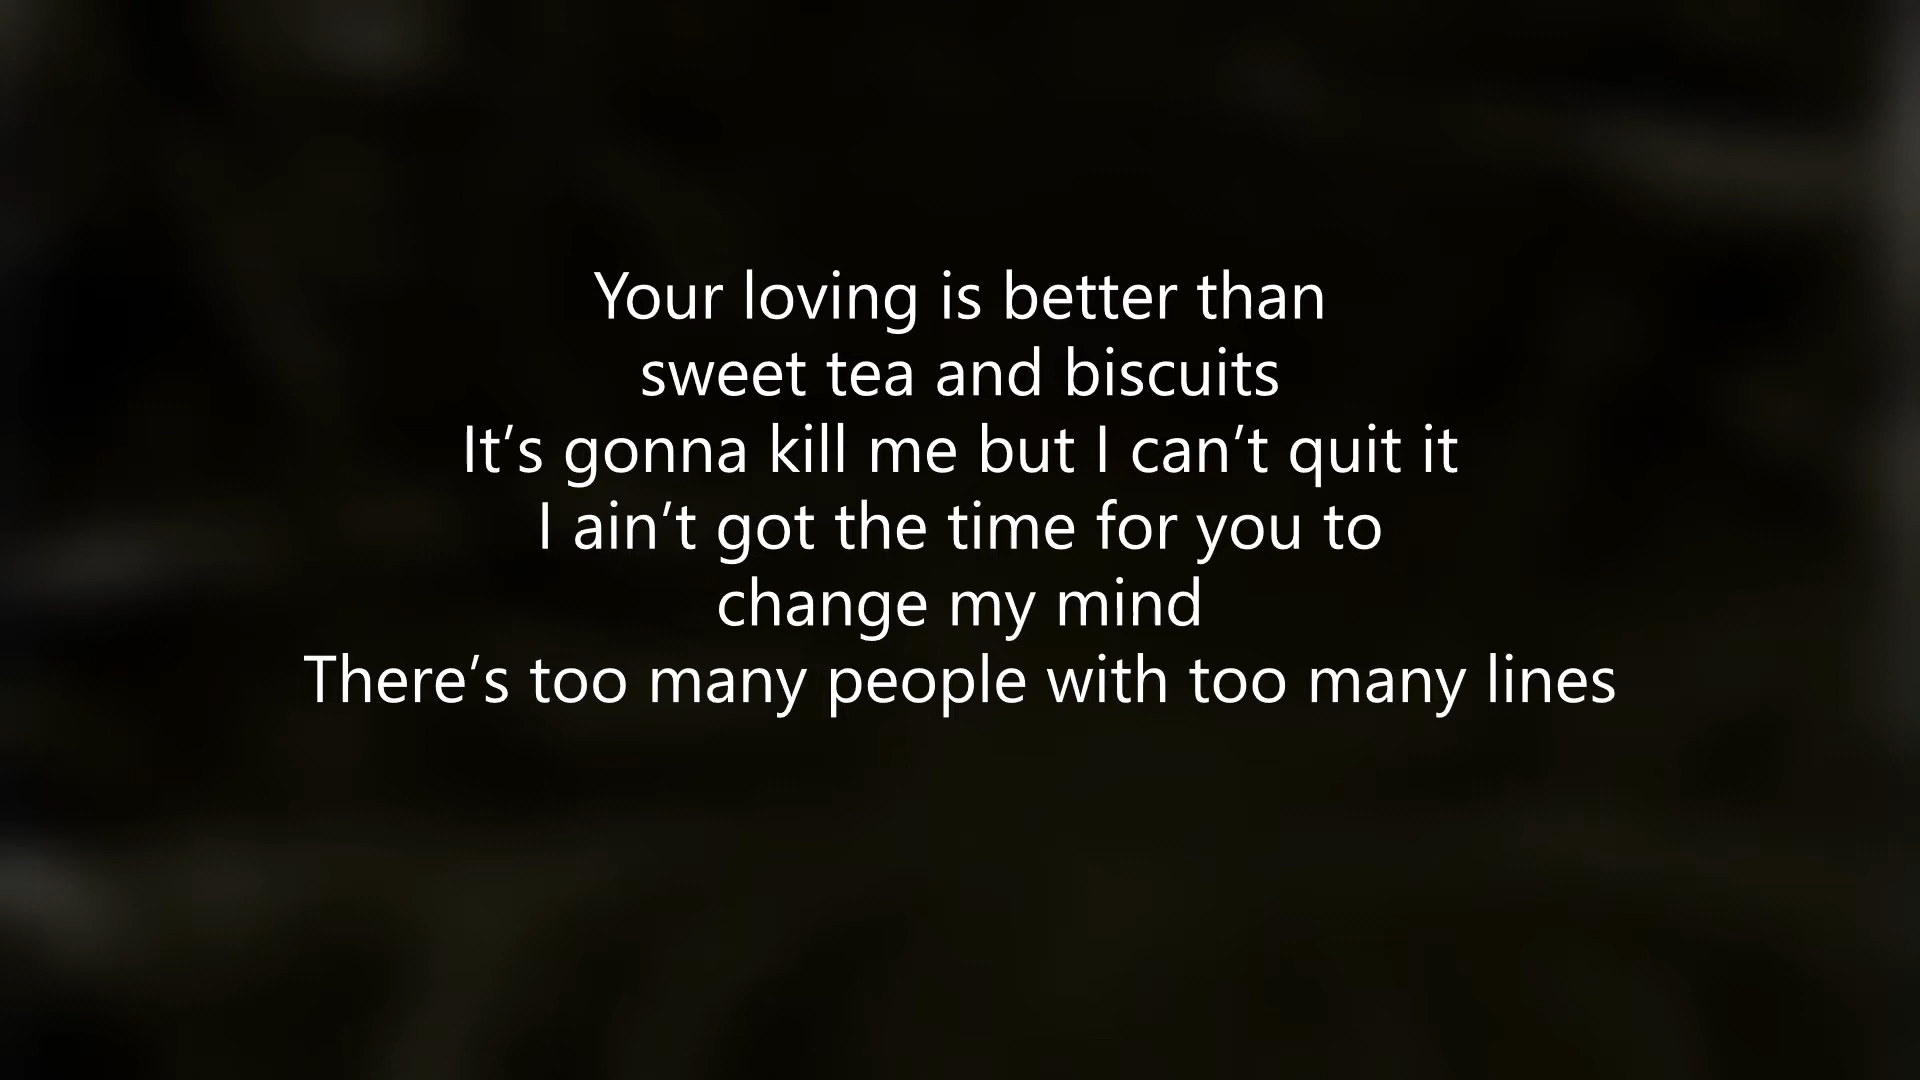 Your loving is better than
sweet tea and biscuits
It’s gonna kill me but I can’t quit it
I ain’t got the time for you to
change my mind
There’s too many people with too many lines